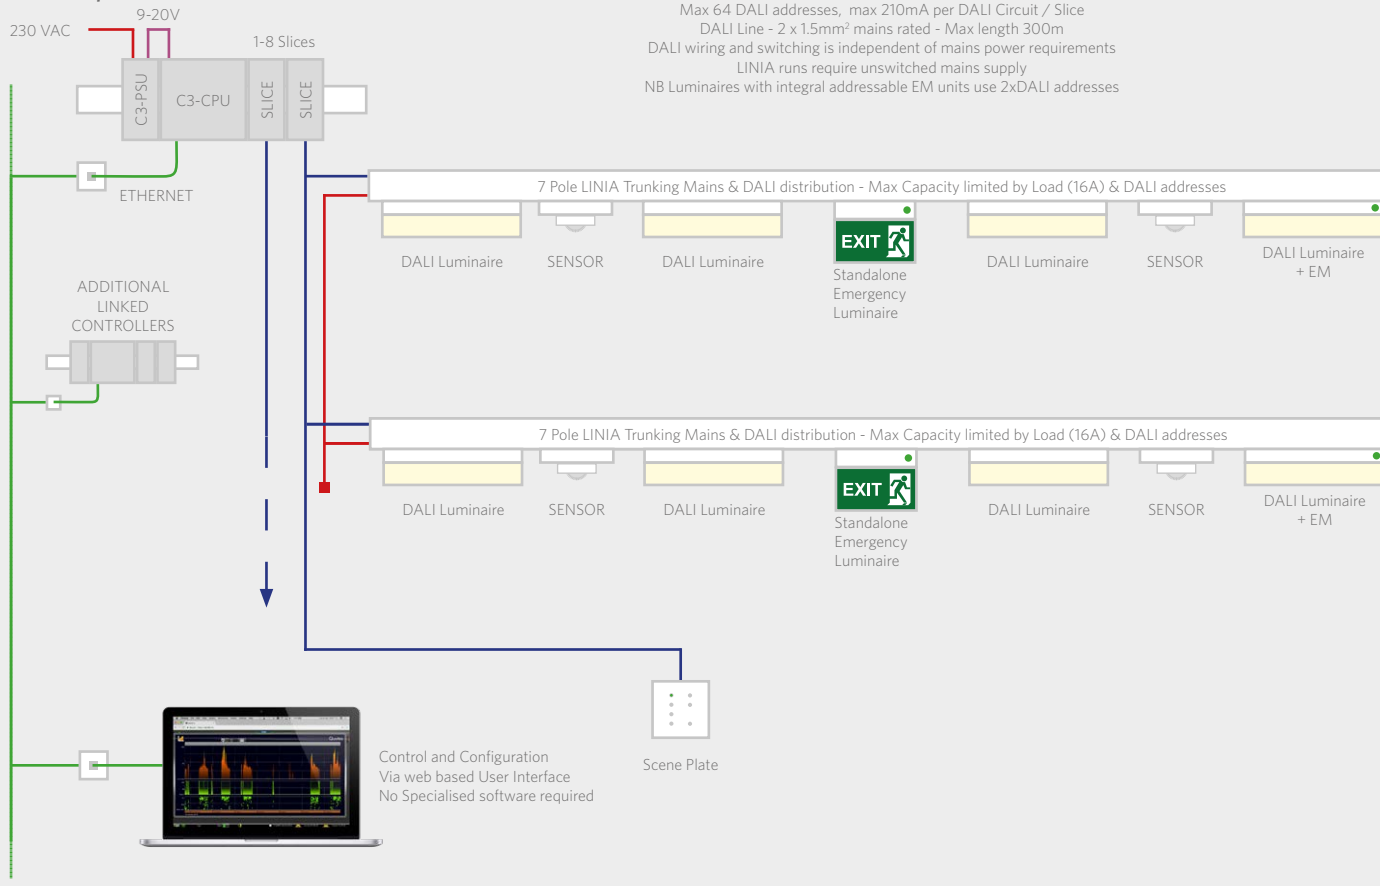 9-20V
230 VAC
1-8 Slices
C3-PSU
C3-CPU
SLICE
SLICE
Max 64 DALI addresses, max 210mA per DALI Circuit / Slice
DALI Line - 2 x 1.5mm² mains rated - Max length 300m
DALI wiring and switching is independent of mains power requirements
LINIA runs require unswitched mains supply
NB Luminaires with integral addressable EM units use 2xDALI addresses
ETHERNET
7 Pole LINIA Trunking Mains & DALI distribution - Max Capacity limited by Load (16A) & DALI addresses
DALI Luminaire
SENSOR
DALI Luminaire
EXIT
Standalone
Emergency
Luminaire
DALI Luminaire
SENSOR
DALI Luminaire
+ EM
ADDITIONAL
LINKED
CONTROLLERS
7 Pole LINIA Trunking Mains & DALI distribution - Max Capacity limited by Load (16A) & DALI addresses
DALI Luminaire
SENSOR
DALI Luminaire
EXIT
Standalone
Emergency
Luminaire
DALI Luminaire
SENSOR
DALI Luminaire
+ EM
Control and Configuration
Via web based User Interface
No Specialised software required
Scene Plate